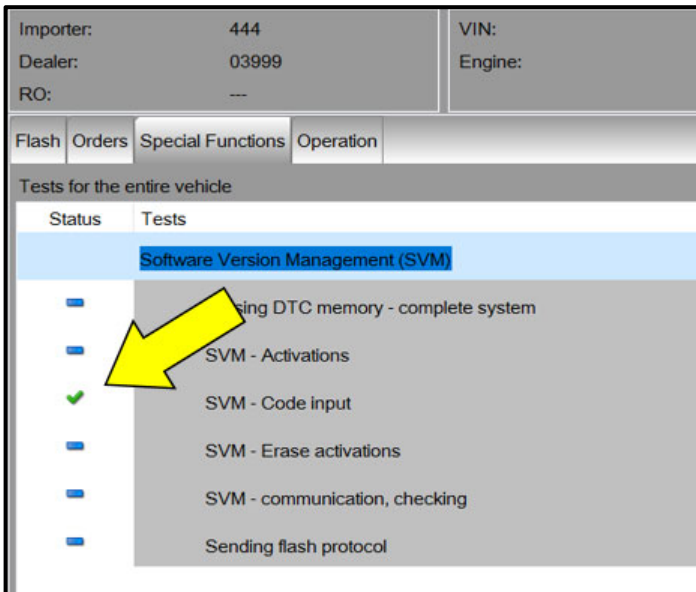 Importer: 444 VIN:
Dealer: 03999 Engine:
RO: ---
Flash Orders Special Functions Operation
Tests for the entire vehicle
Status Tests
Software Version Management (SVM)
DTC memory - complete system
SVM - Activations
SVM - Code input
SVM - Erase activations
SVM - communication, checking
Sending flash protocol